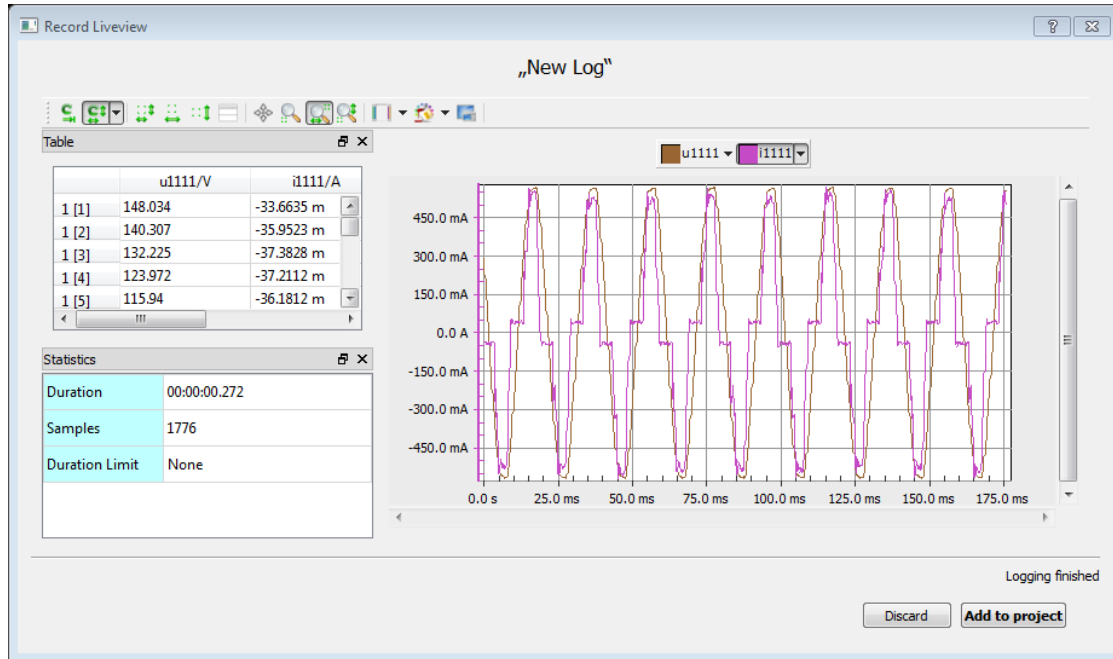 Record Liveview
„New Log“
Table
u1111/V i1111/A
1 [1] 148.034 -33.6635 m
1 [2] 140.307 -35.9523 m
1 [3] 132.225 -37.3828 m
1 [4] 123.972 -37.2112 m
1 [5] 115.94 -36.1812 m
Statistics
Duration 00:00:00.272
Samples 1776
Duration Limit None
u1111 i1111
450.0 mA
300.0 mA
150.0 mA
0.0 A
-150.0 mA
-300.0 mA
-450.0 mA
0.0 s 25.0 ms 50.0 ms 75.0 ms 100.0 ms 125.0 ms 150.0 ms 175.0 ms
Logging finished
Discard Add to project